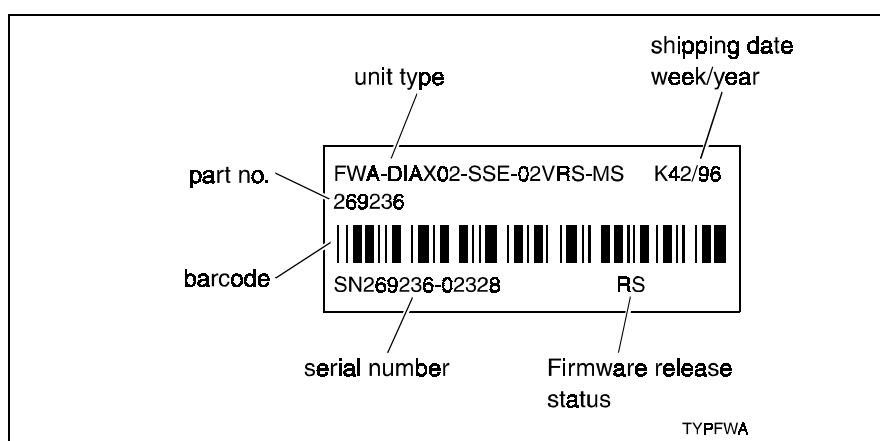 shipping date
week/year
unit type
FWA-DIAX02-SSE-02VRS-MS K42/96
part no.
269236
barcode
SN269236-02328 RS
serial number
Firmware release
status
TYPFWA